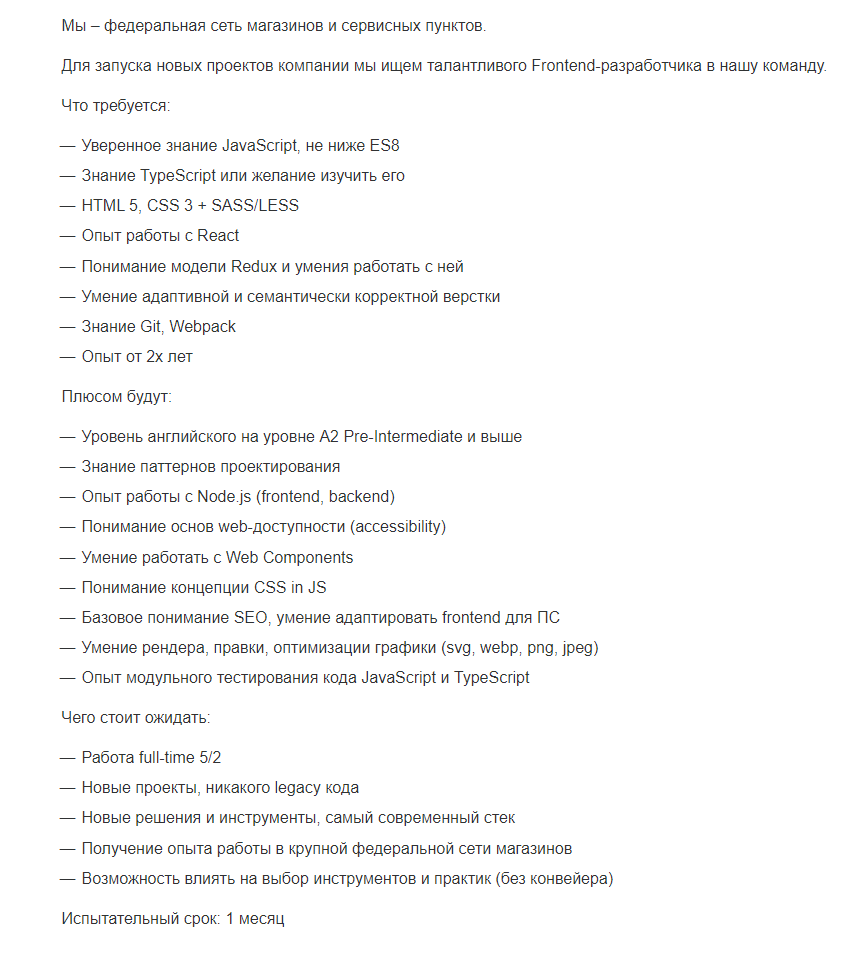 Мы – федеральная сеть магазинов и сервисных пунктов.
Для запуска новых проектов компании мы ищем талантливого Frontend-разработчика в нашу команду.
Что требуется:
— Уверенное знание JavaScript, не ниже ES8
— Знание TypeScript или желание изучить его
— HTML 5, CSS 3 + SASS/LESS
— Опыт работы с React
— Понимание модели Redux и умения работать с ней
— Умение адаптивной и семантически корректной верстки
— Знание Git, Webpack
— Опыт от 2х лет
Плюсом будут:
— Уровень английского на уровне A2 Pre-Intermediate и выше
— Знание паттернов проектирования
— Опыт работы с Node.js (frontend, backend)
— Понимание основ web-доступности (accessibility)
— Умение работать с Web Components
— Понимание концепции CSS in JS
— Базовое понимание SEO, умение адаптировать frontend для ПС
— Умение рендера, правки, оптимизации графики (svg, webp, png, jpeg)
— Опыт модульного тестирования кода JavaScript и TypeScript
Чего стоит ожидать:
— Работа full-time 5/2
— Новые проекты, никакого legacy кода
— Новые решения и инструменты, самый современный стек
— Получение опыта работы в крупной федеральной сети магазинов
— Возможность влиять на выбор инструментов и практик (без конвейера)
Испытательный срок: 1 месяц